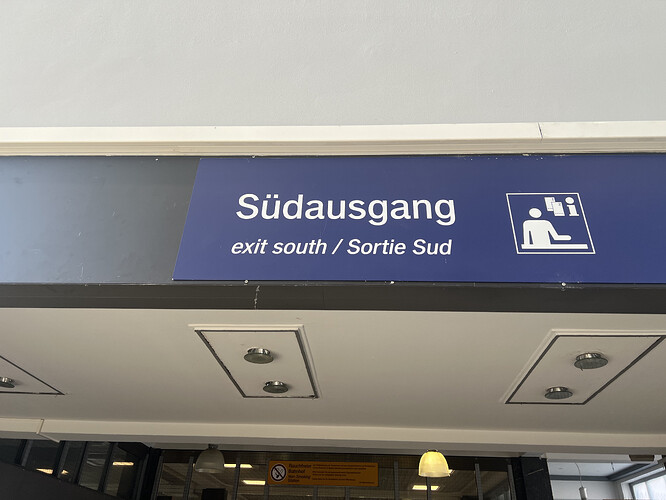 Südausgang
exit south / Sortie Sud
i